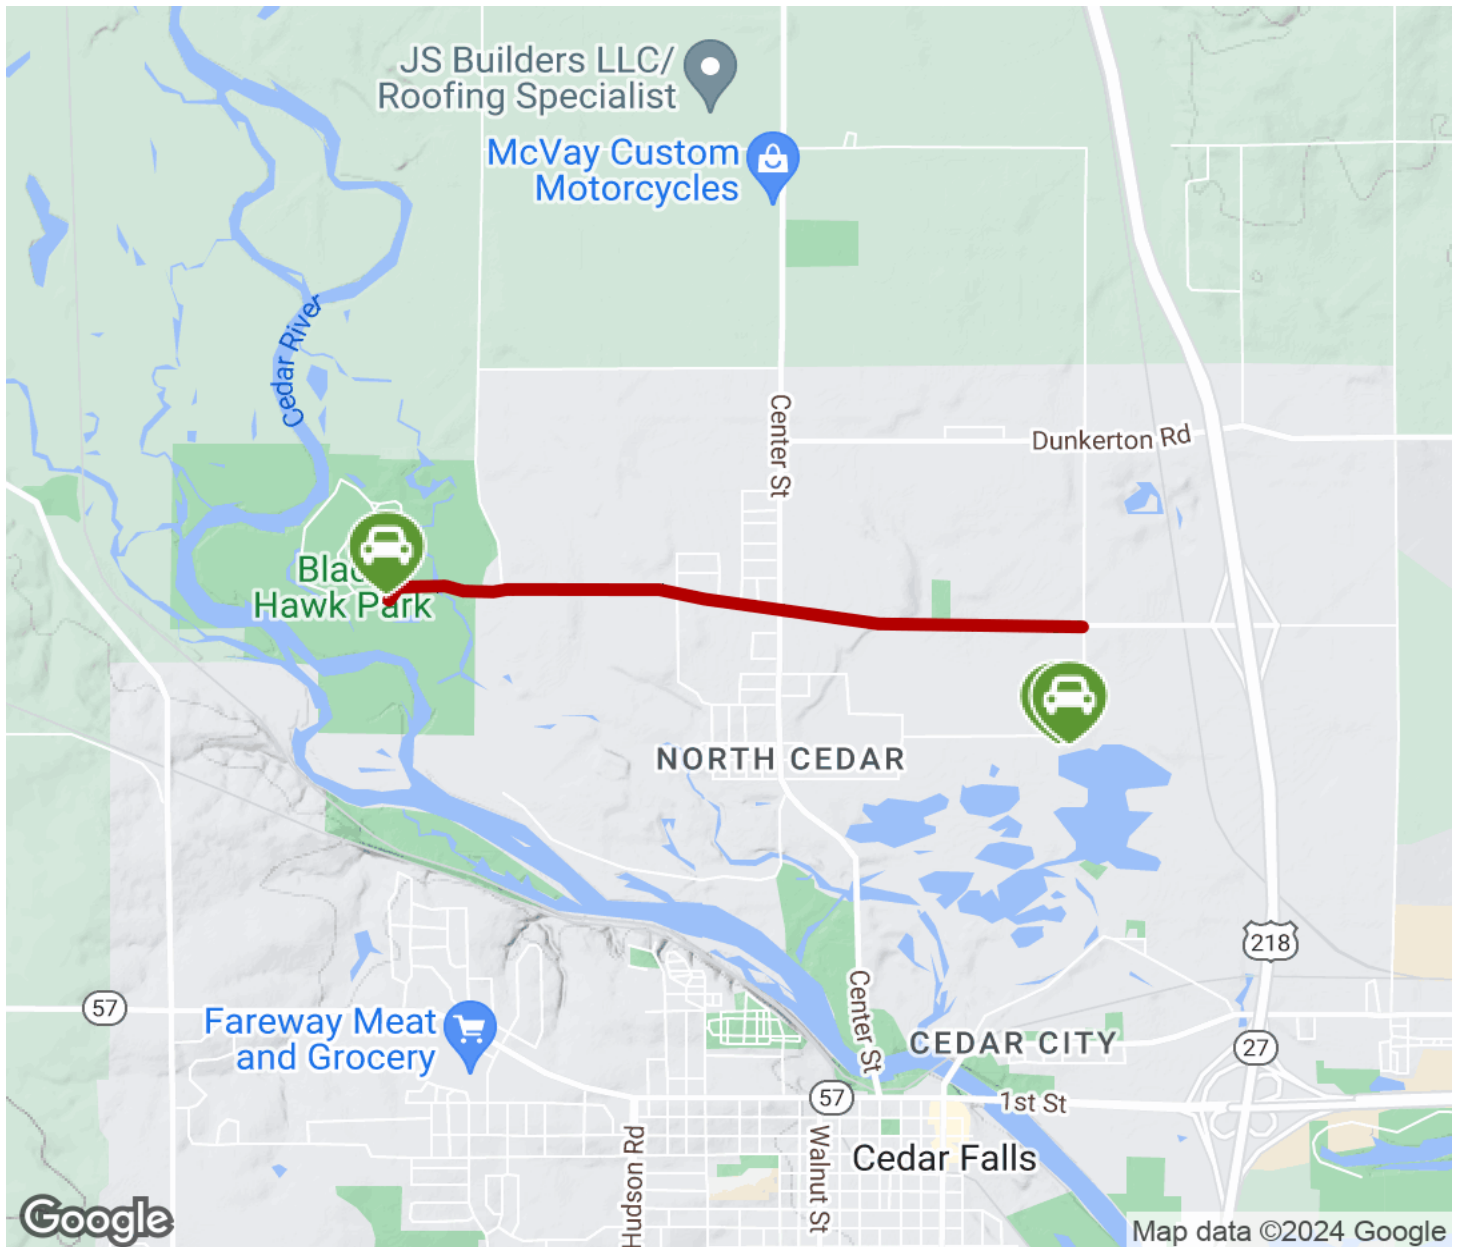 JS Builders LLC/
Roofing Specialist
McVay Custom
Motorcycles
Cedar River
Center St
Dunkerton Rd
Hawk Park
NORTH CEDAR
218
57
Fareway Meat
and Grocery
Center St
CEDAR CITY
27
57
1st St
Hudson Rd
Walnut St
Cedar Falls
Google
Map data ©2024 Google